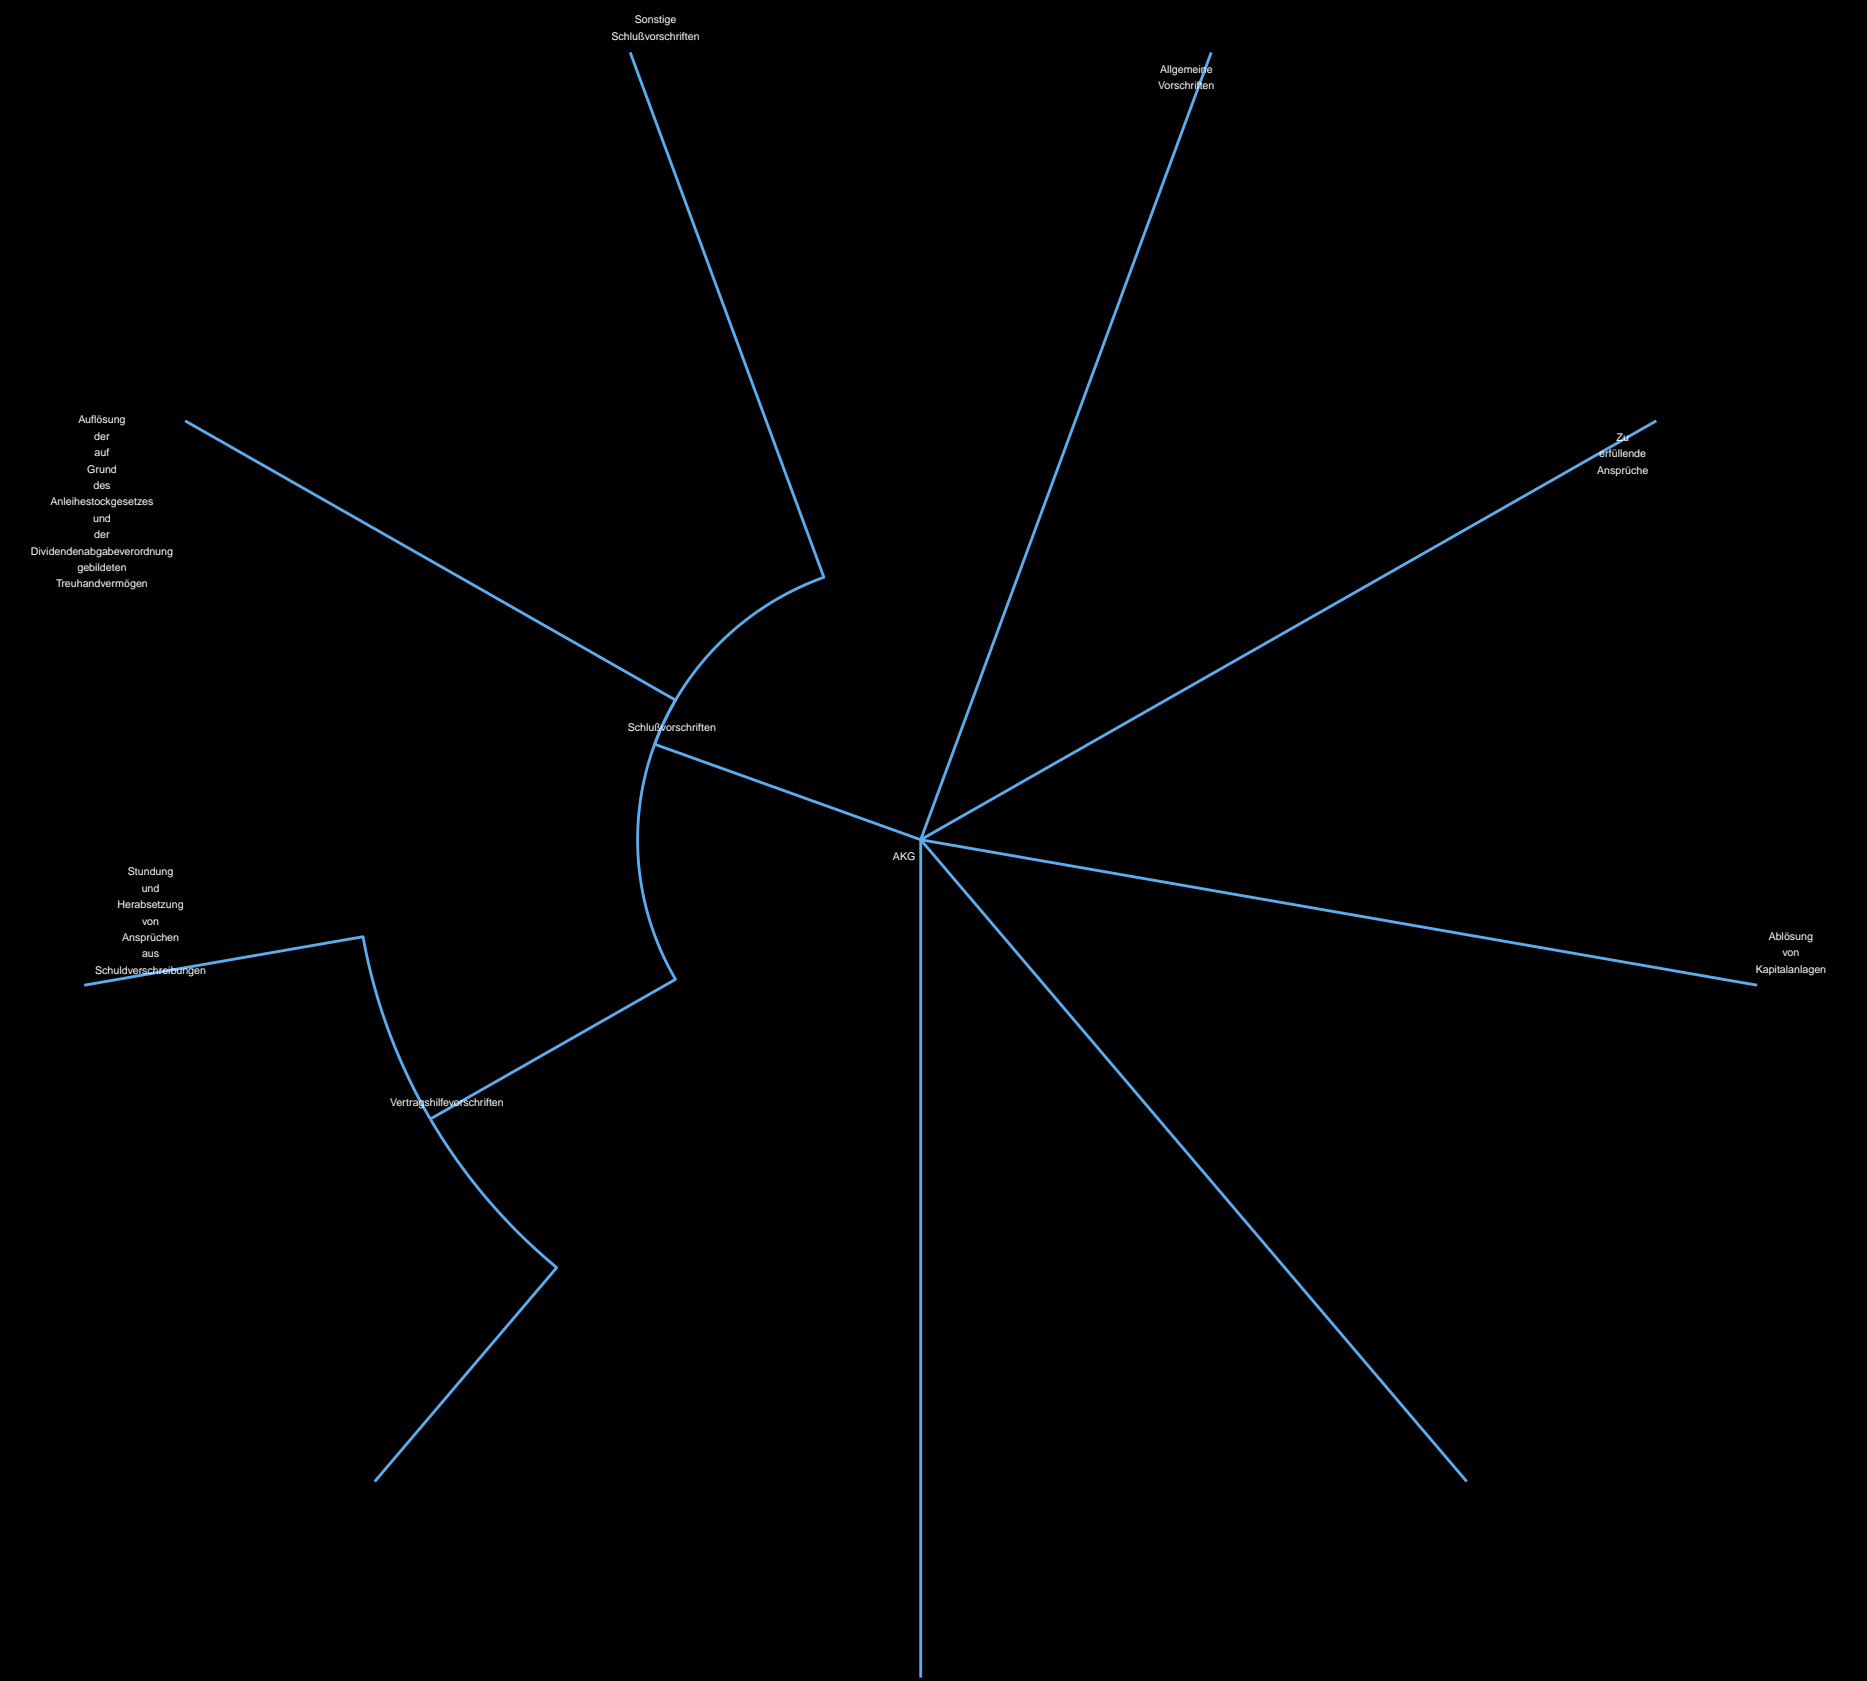 Sonstige
Schlußvorschriften
Allgemeine
Vorschriften
Auflösung
der
auf
Grund
des
Anleihestockgesetzes
und
der
Dividendenabgabeverordnung
gebildeten
Treuhandvermögen
Zu
erfüllende
Ansprüche
Schlußvorschriften
AKG
Stundung
und
Herabsetzung
von
Ansprüchen
aus
Schuldverschreibungen
Ablösung
von
Kapitalanlagen
Vertragshilfevorschriften